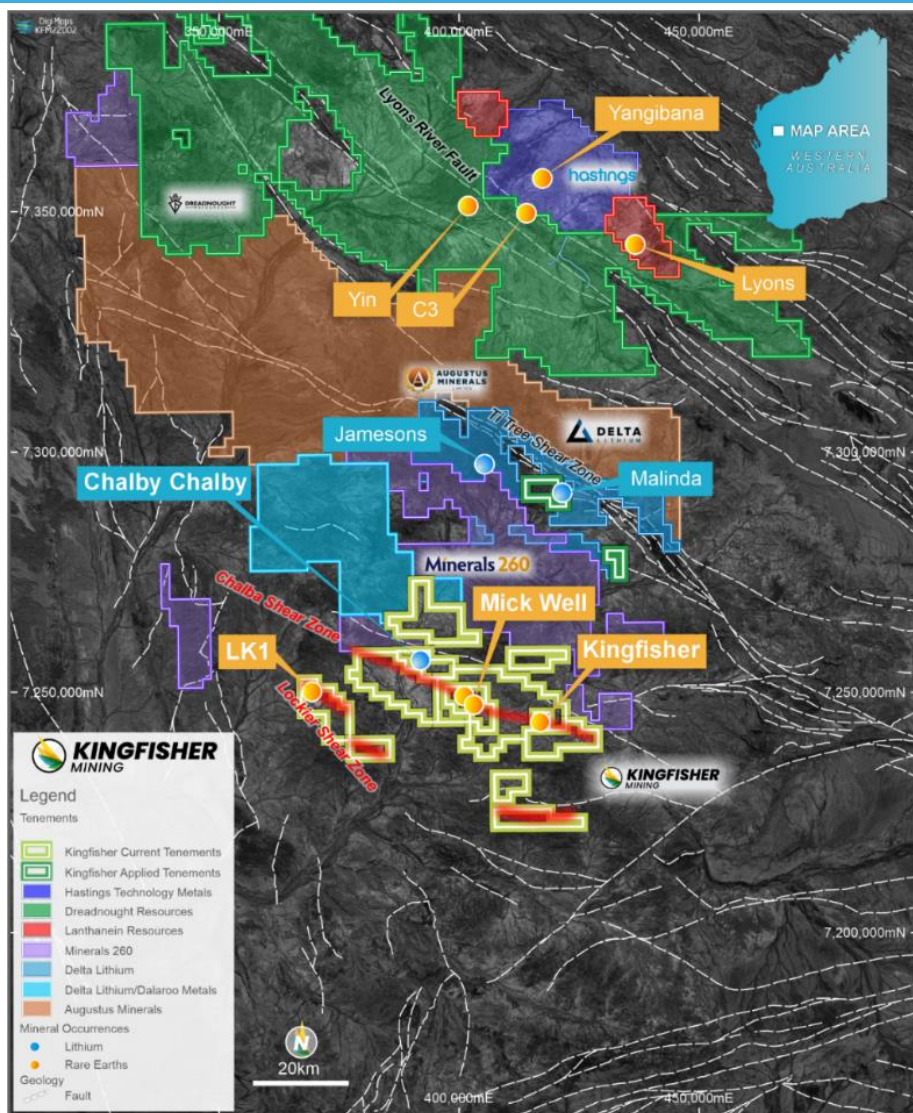 Digi-Maps
KFM22002
350,000mE
400,000mE
450,000mE
Lyons River Fault
Yangibana
hastings
MAP AREA
WESTERN
AUSTRALIA
DREADNOUGHT
7,350,000mN
7,350,000mN
Yin
C3
Lyons
AUGUSTUS
MINERALS
DELTA
LITHIUM
Ti Tree Shear Zone
Jamesons
7,300,000mN
7,300,000mN
Chalby Chalby
Malinda
Minerals 260
Chalba Shear Zone
Mick Well
LK1
Kingfisher
7,250,000mN
7,250,000mN
Lockier Shear Zone
KINGFISHER
MINING
KINGFISHER
MINING
Legend
Tenements
Kingfisher Current Tenements
Kingfisher Applied Tenements
Hastings Technology Metals
Dreadnought Resources
Lanthanein Resources
Minerals 260
Delta Lithium
Delta Lithium/Dalaroo Metals
Augustus Minerals
Mineral Occurrences
Lithium
Rare Earths
Geology
Fault
7,200,000mN
N
20km
400,000mE
450,000mE